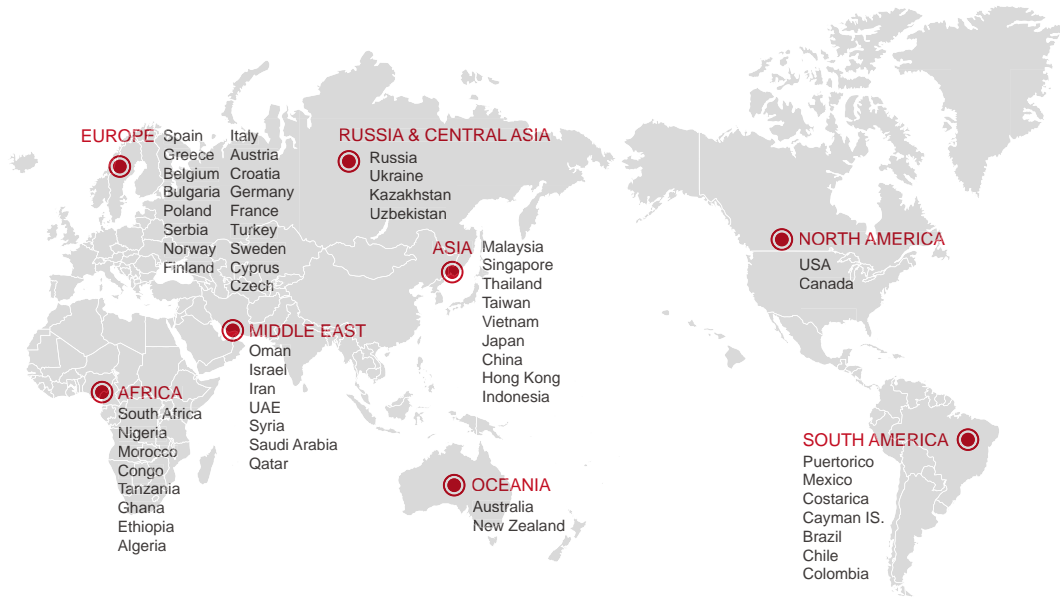 EUROPE
Spain Italy
Greece Austria
Belgium Croatia
Bulgaria Germany
Poland France
Serbia Turkey
Norway Sweden
Finland Cyprus
Czech
RUSSIA & CENTRAL ASIA
Russia
Ukraine
Kazakhstan
Uzbekistan
ASIA
Malaysia
Singapore
Thailand
Taiwan
Vietnam
Japan
China
Hong Kong
Indonesia
NORTH AMERICA
USA
Canada
MIDDLE EAST
Oman
Israel
Iran
UAE
Syria
Saudi Arabia
Qatar
AFRICA
South Africa
Nigeria
Morocco
Congo
Tanzania
Ghana
Ethiopia
Algeria
OCEANIA
Australia
New Zealand
SOUTH AMERICA
Puertorico
Mexico
Costarica
Cayman IS.
Brazil
Chile
Colombia